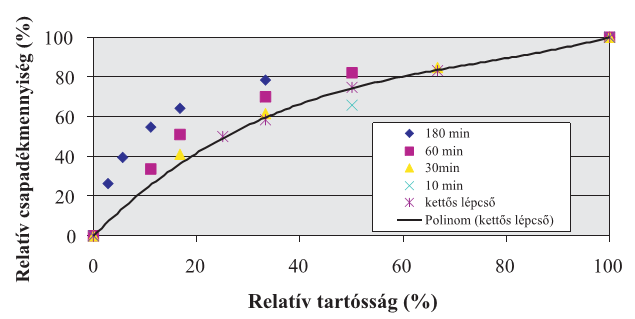 Relatív csapadékmennyiség (%)
100
80
60
40
20
0
180 min
60 min
30min
10 min
kettős lépcső
Polinom (kettős lépcső)
0 20 40 60 80 100
Relatív tartósság (%)